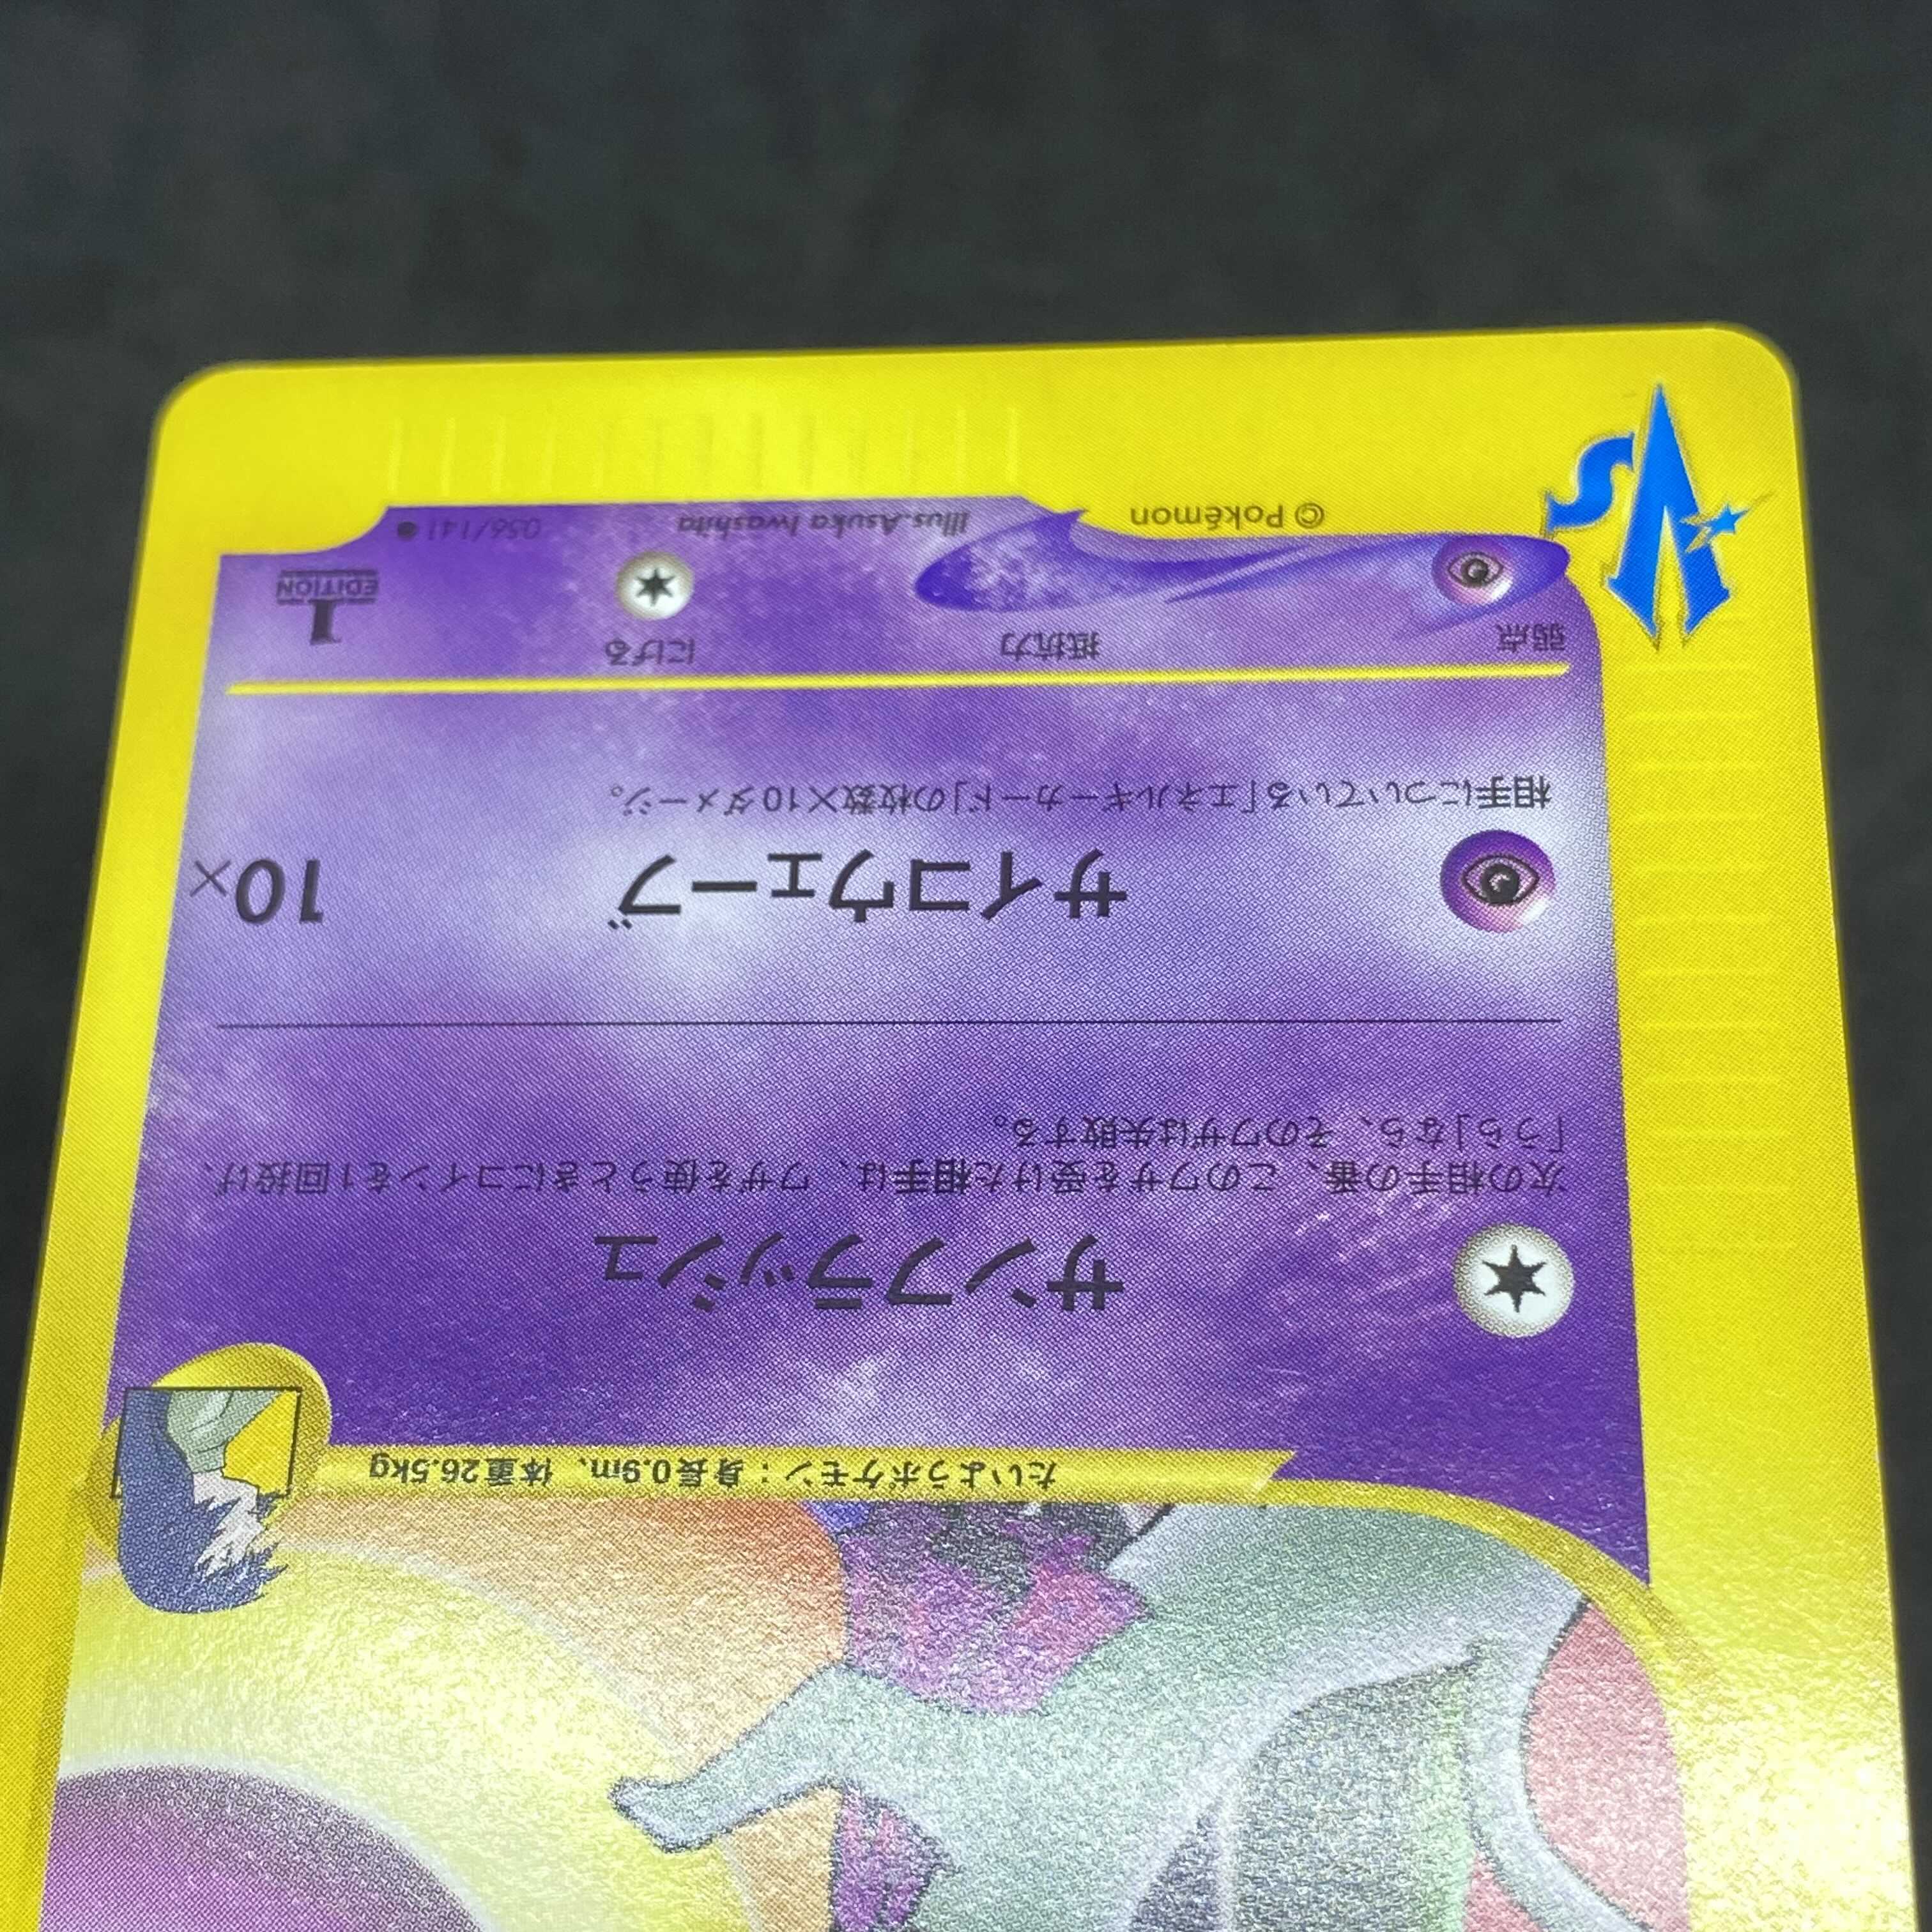 たいようポケモン：身長0.9m、体重26.5kg
サンフラッシュ
次の相手の番、このワザを受けた相手は、ワザを使うときにコインを1回投げ、
「うら」なら、そのワザは失敗する。
サイコウェーブ 10×
相手についている「エネルギーカード」の枚数×10ダメージ。
弱点 抵抗力 にげる
1
EDITION
©Pokémon Illus.Asuka Iwashita 056/141 ●
VS